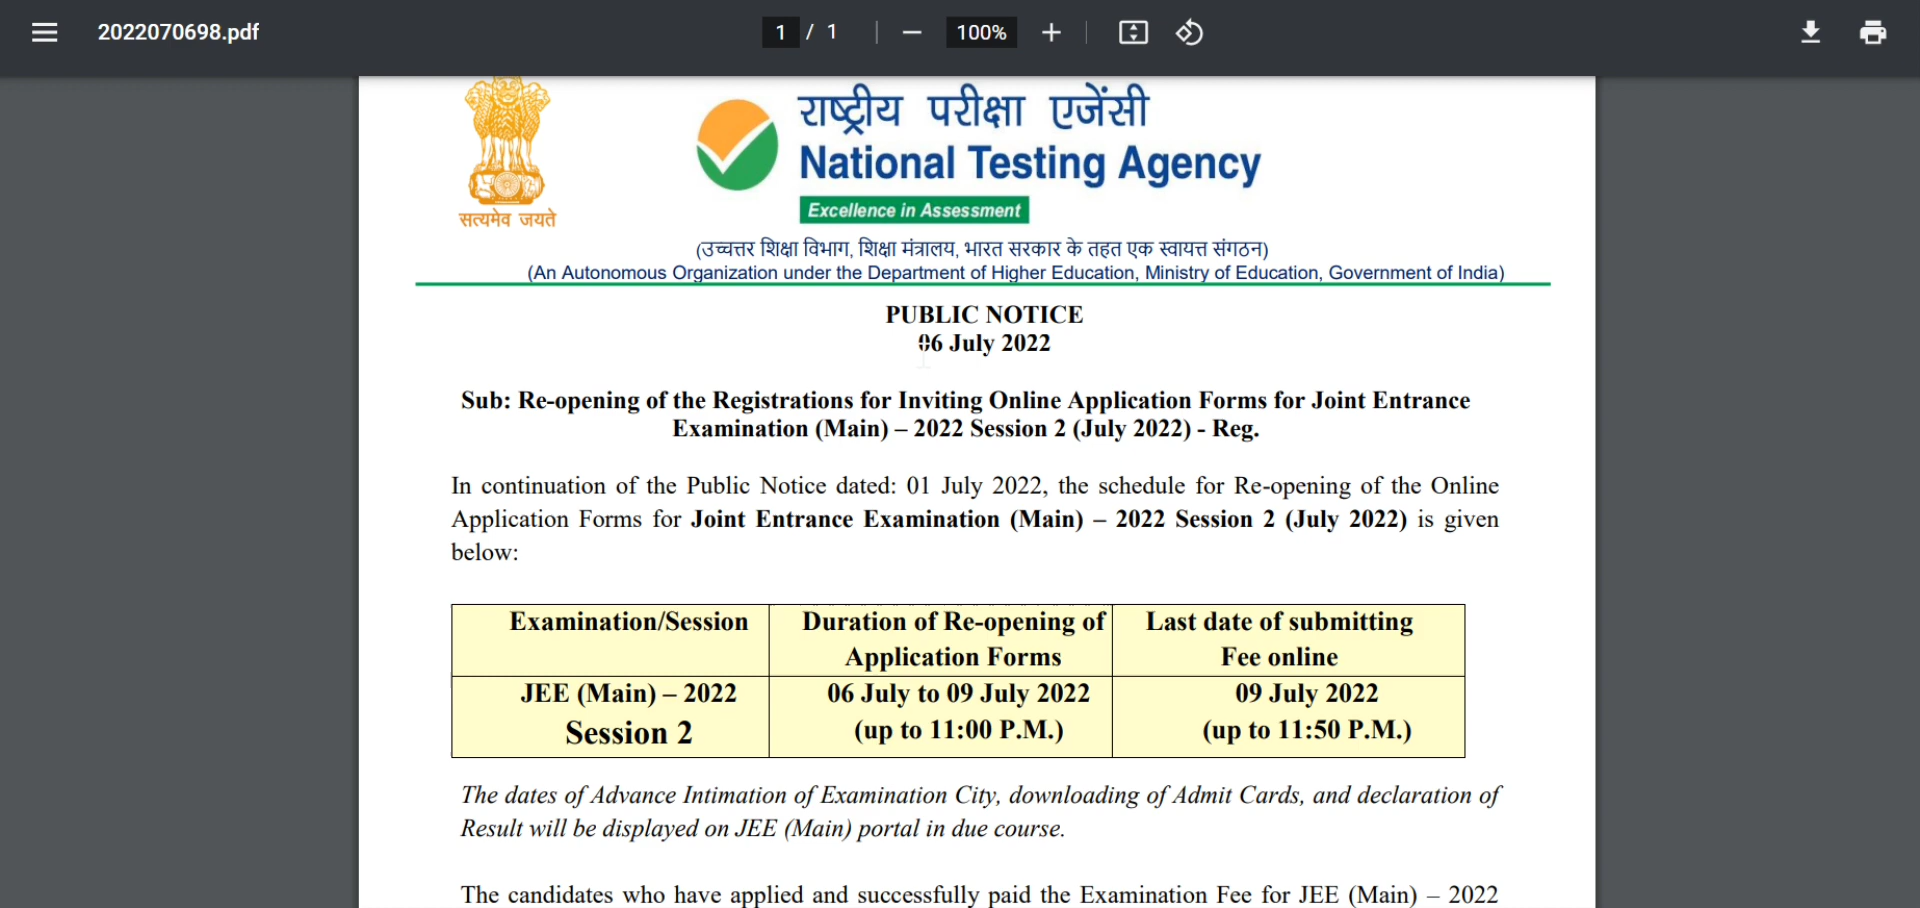 2022070698.pdf
1 / 1
100%
राष्ट्रीय परीक्षा एजेंसी
National Testing Agency
Excellence in Assessment
सत्यमेव जयते
(उच्चत्तर शिक्षा विभाग, शिक्षा मंत्रालय, भारत सरकार के तहत एक स्वायत्त संगठन)
(An Autonomous Organization under the Department of Higher Education, Ministry of Education, Government of India)
PUBLIC NOTICE
06 July 2022
Sub: Re-opening of the Registrations for Inviting Online Application Forms for Joint Entrance
Examination (Main) – 2022 Session 2 (July 2022) - Reg.
In continuation of the Public Notice dated: 01 July 2022, the schedule for Re-opening of the Online
Application Forms for Joint Entrance Examination (Main) – 2022 Session 2 (July 2022) is given
below:
Examination/Session
Duration of Re-opening of
Application Forms
Last date of submitting
Fee online
JEE (Main) – 2022
Session 2
06 July to 09 July 2022
(up to 11:00 P.M.)
09 July 2022
(up to 11:50 P.M.)
The dates of Advance Intimation of Examination City, downloading of Admit Cards, and declaration of
Result will be displayed on JEE (Main) portal in due course.
The candidates who have applied and successfully paid the Examination Fee for JEE (Main) – 2022